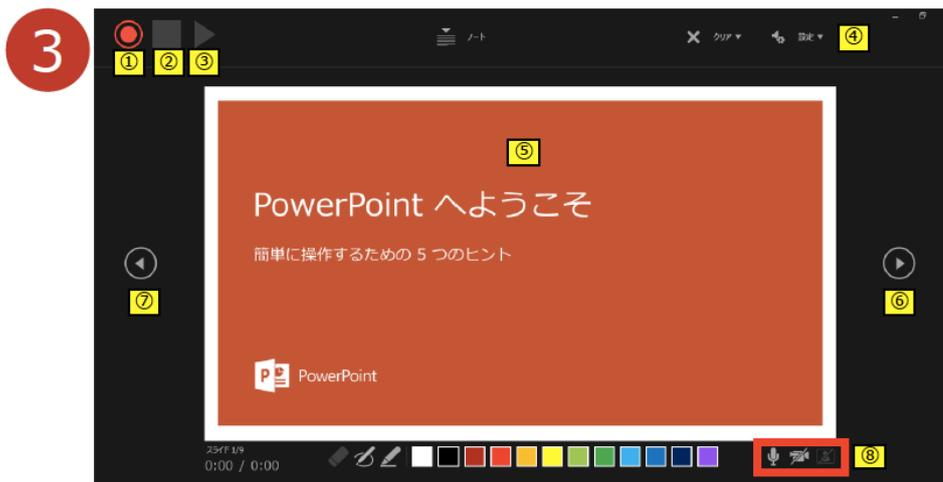 3
ノート
クリア
設定
④
① ② ③
⑤
PowerPoint へようこそ
簡単に操作するための 5 つのヒント
⑦
⑥
P
PowerPoint
スライド 1/9
0:00 / 0:00
⑧